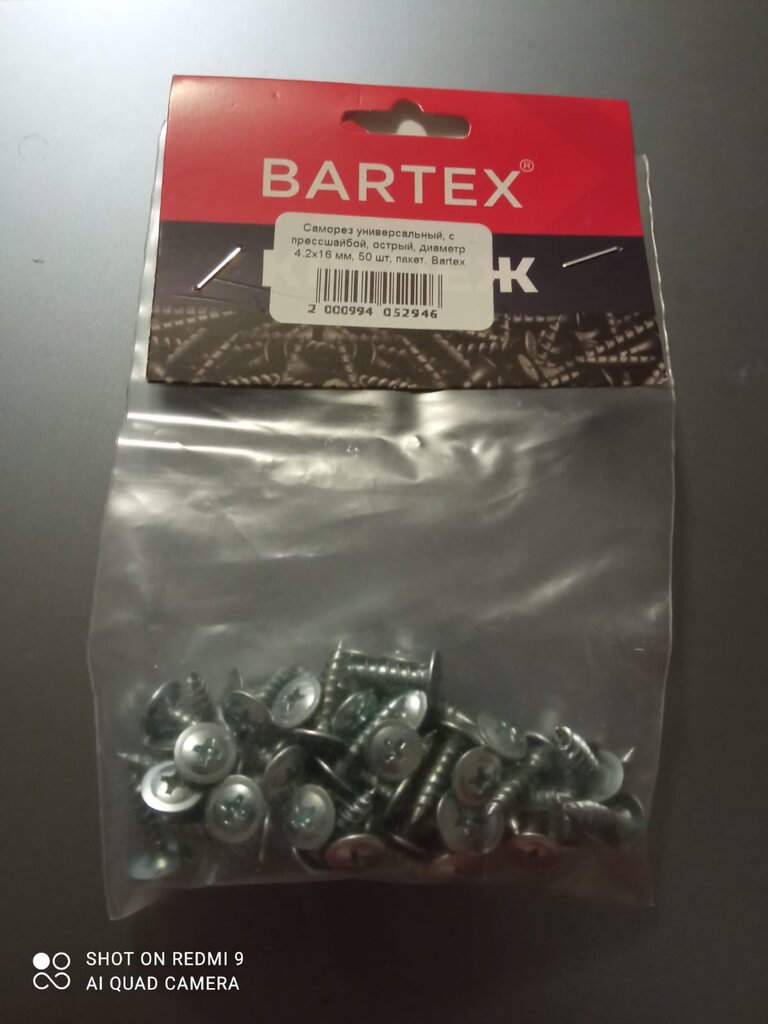 BARTEX®
Саморез универсальный, с
прессшайбой, острый, диаметр
4.2x16 мм, 50 шт, пакет, Bartex
2 000994 052946
SHOT ON REDMI 9
AI QUAD CAMERA